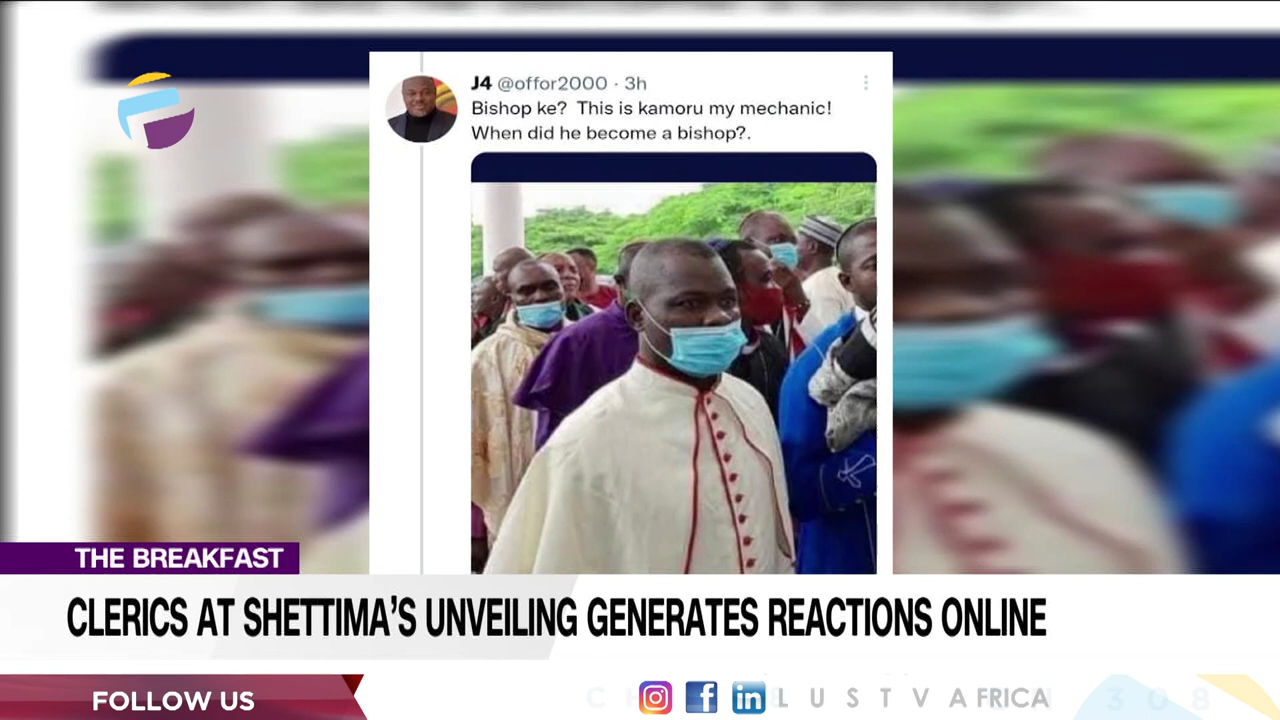 J4 @offor2000 · 3h
Bishop ke? This is kamoru my mechanic!
When did he become a bishop?.
THE BREAKFAST
CLERICS AT SHETTIMA'S UNVEILING GENERATES REACTIONS ONLINE
FOLLOW US
L U S T V A FRICA